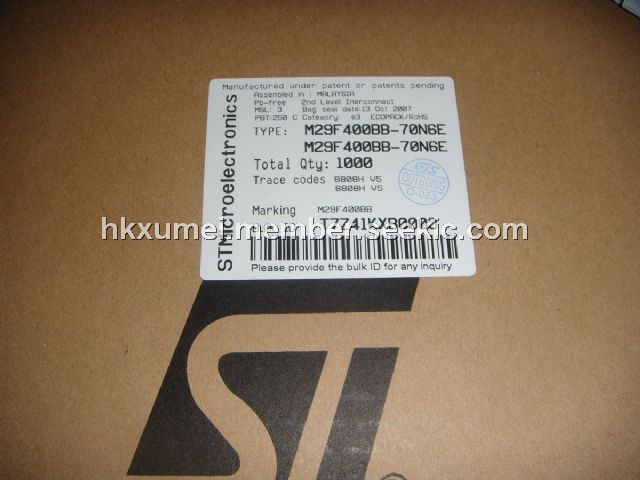 Manufactured under patent or patents pending
Assembled in : MALAYSIA
Pb-free 2nd Level Inerconnect
MSL: 3 Bag seal date:13 Oct 2007
PBT:250 C Category: e3 ECOPACK/RoHS
STMicroelectronics
TYPE: M29F400BB-70N6E
M29F400BB-70N6E
Total Qty: 1000
Trace codes 8808H V5
8808H V5
OUTGOING
Marking M29F400BB
hkxumei.member.seekic.com
Please provide the bulk ID for any inquiry
ST
®